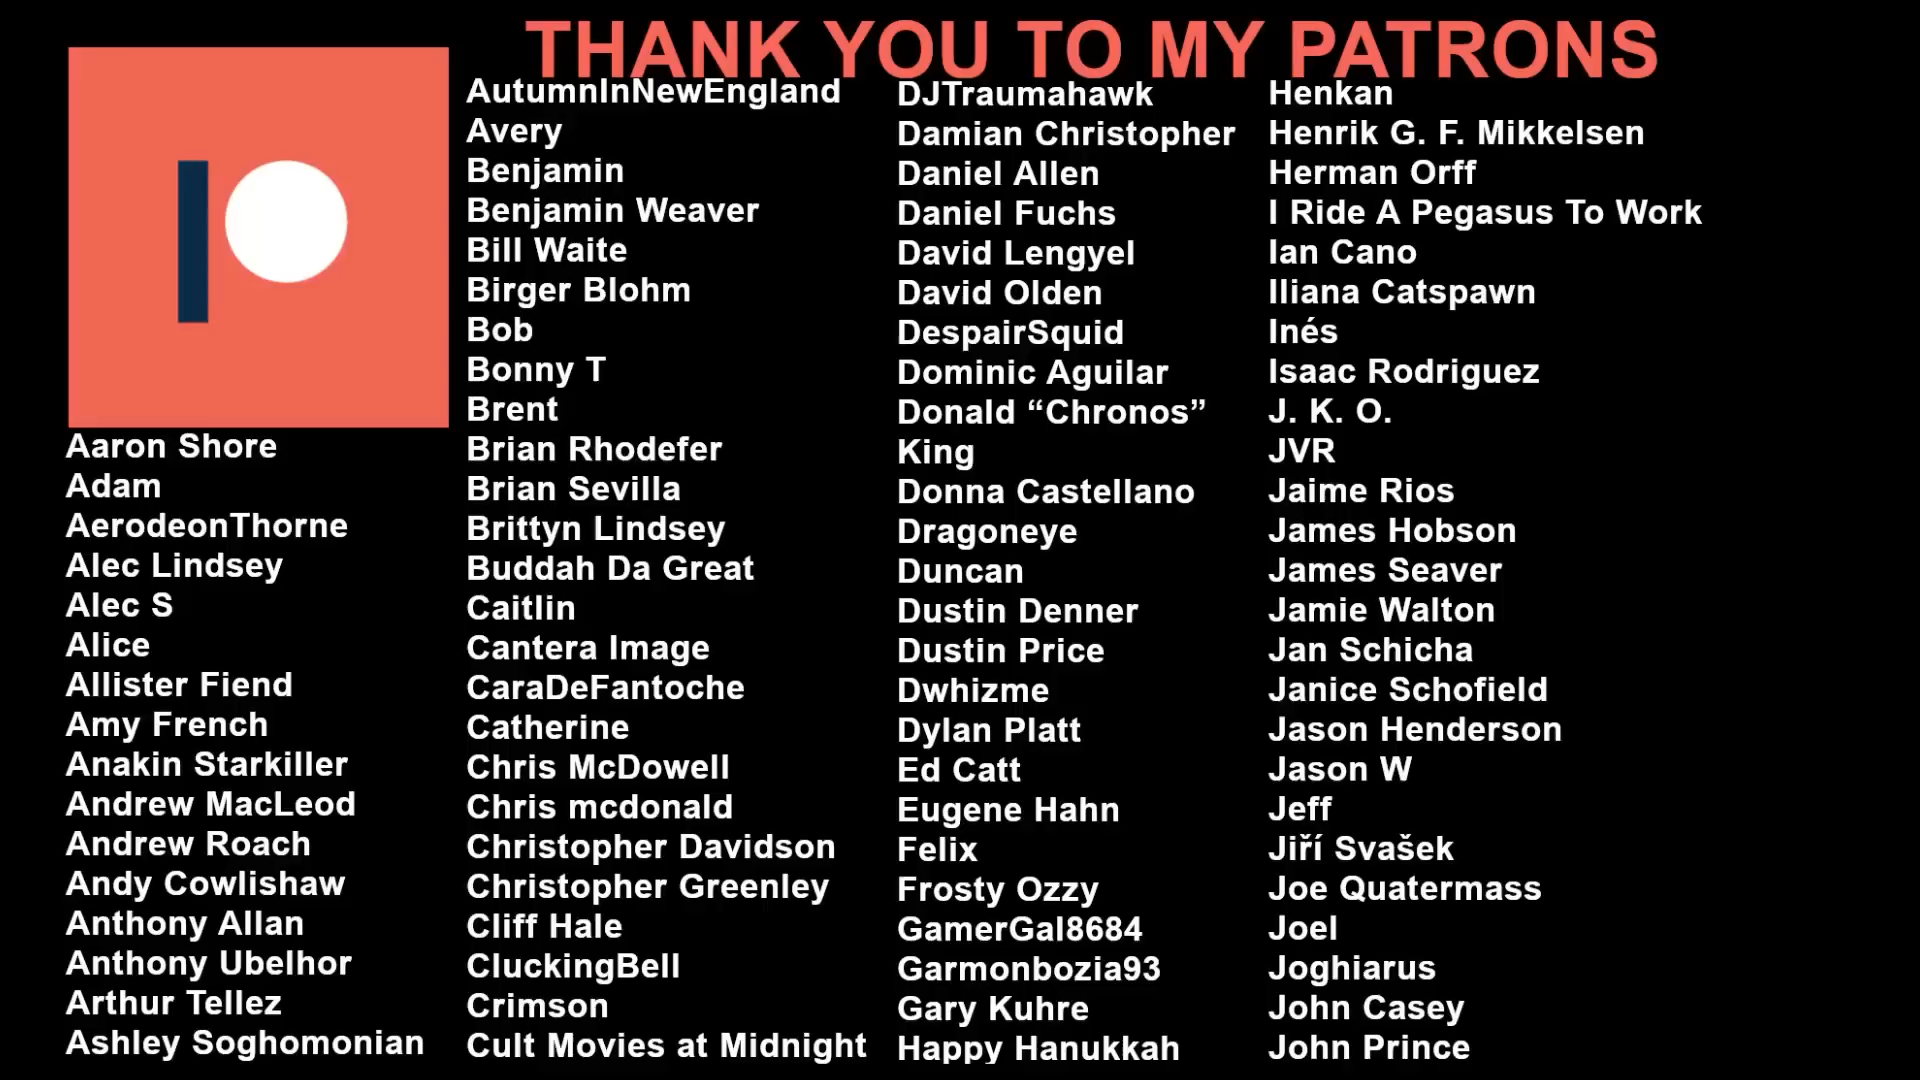 THANK YOU TO MY PATRONS
Aaron Shore
Adam
AerodeonThorne
Alec Lindsey
Alec S
Alice
Allister Fiend
Amy French
Anakin Starkiller
Andrew MacLeod
Andrew Roach
Andy Cowlishaw
Anthony Allan
Anthony Ubelhor
Arthur Tellez
Ashley Soghomonian
AutumnInNewEngland
Avery
Benjamin
Benjamin Weaver
Bill Waite
Birger Blohm
Bob
Bonny T
Brent
Brian Rhodefer
Brian Sevilla
Brittyn Lindsey
Buddah Da Great
Caitlin
Cantera Image
CaraDeFantoche
Catherine
Chris McDowell
Chris mcdonald
Christopher Davidson
Christopher Greenley
Cliff Hale
CluckingBell
Crimson
Cult Movies at Midnight
DJTraumahawk
Damian Christopher
Daniel Allen
Daniel Fuchs
David Lengyel
David Olden
DespairSquid
Dominic Aguilar
Donald “Chronos”
King
Donna Castellano
Dragoneye
Duncan
Dustin Denner
Dustin Price
Dwhizme
Dylan Platt
Ed Catt
Eugene Hahn
Felix
Frosty Ozzy
GamerGal8684
Garmonbozia93
Gary Kuhre
Happy Hanukkah
Henkan
Henrik G. F. Mikkelsen
Herman Orff
I Ride A Pegasus To Work
Ian Cano
Iliana Catspawn
Inés
Isaac Rodriguez
J. K. O.
JVR
Jaime Rios
James Hobson
James Seaver
Jamie Walton
Jan Schicha
Janice Schofield
Jason Henderson
Jason W
Jeff
Jiří Svašek
Joe Quatermass
Joel
Joghiarus
John Casey
John Prince